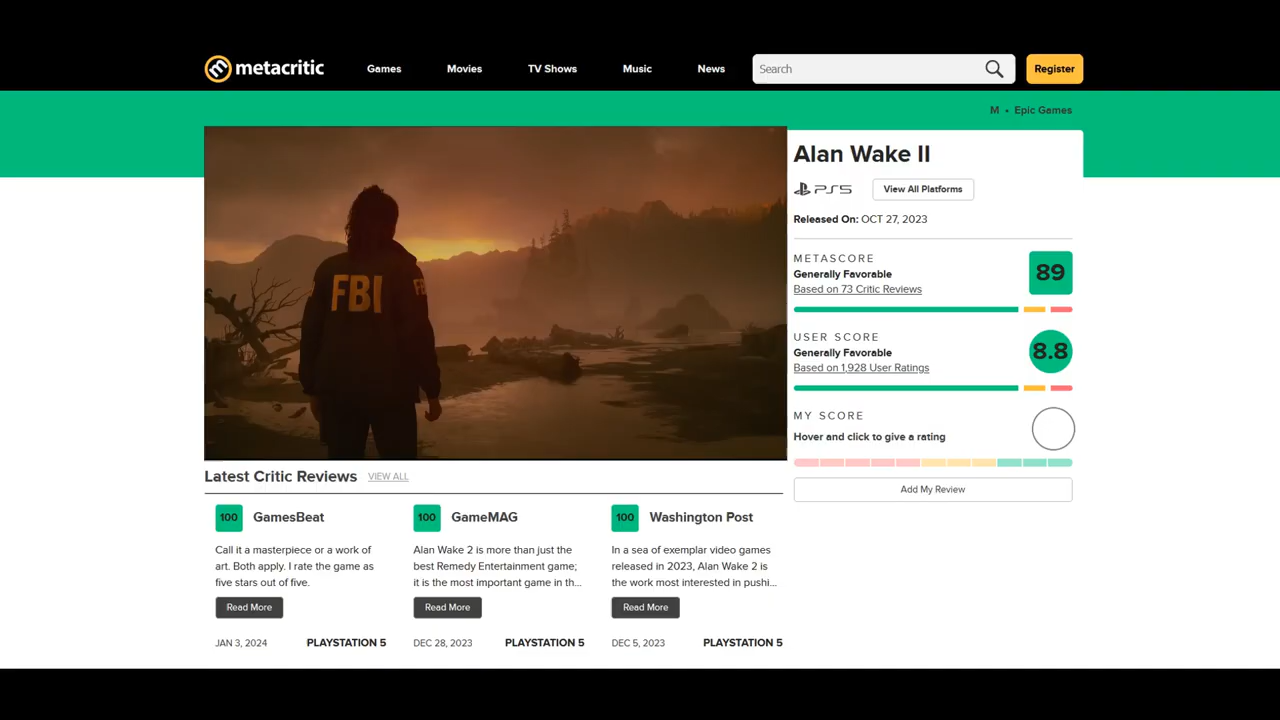 metacritic
Games
Movies
TV Shows
Music
News
Search
Register
M • Epic Games
FBI
Alan Wake II
PS5
View All Platforms
Released On: OCT 27, 2023
METASCORE
Generally Favorable
Based on 73 Critic Reviews
89
USER SCORE
Generally Favorable
Based on 1,928 User Ratings
8.8
MY SCORE
Hover and click to give a rating
Add My Review
Latest Critic Reviews
VIEW ALL
100 GamesBeat
Call it a masterpiece or a work of
art. Both apply. I rate the game as
five stars out of five.
Read More
JAN 3, 2024 PLAYSTATION 5
100 GameMAG
Alan Wake 2 is more than just the
best Remedy Entertainment game;
it is the most important game in th...
Read More
DEC 28, 2023 PLAYSTATION 5
100 Washington Post
In a sea of exemplar video games
released in 2023, Alan Wake 2 is
the work most interested in pushi...
Read More
DEC 5, 2023 PLAYSTATION 5